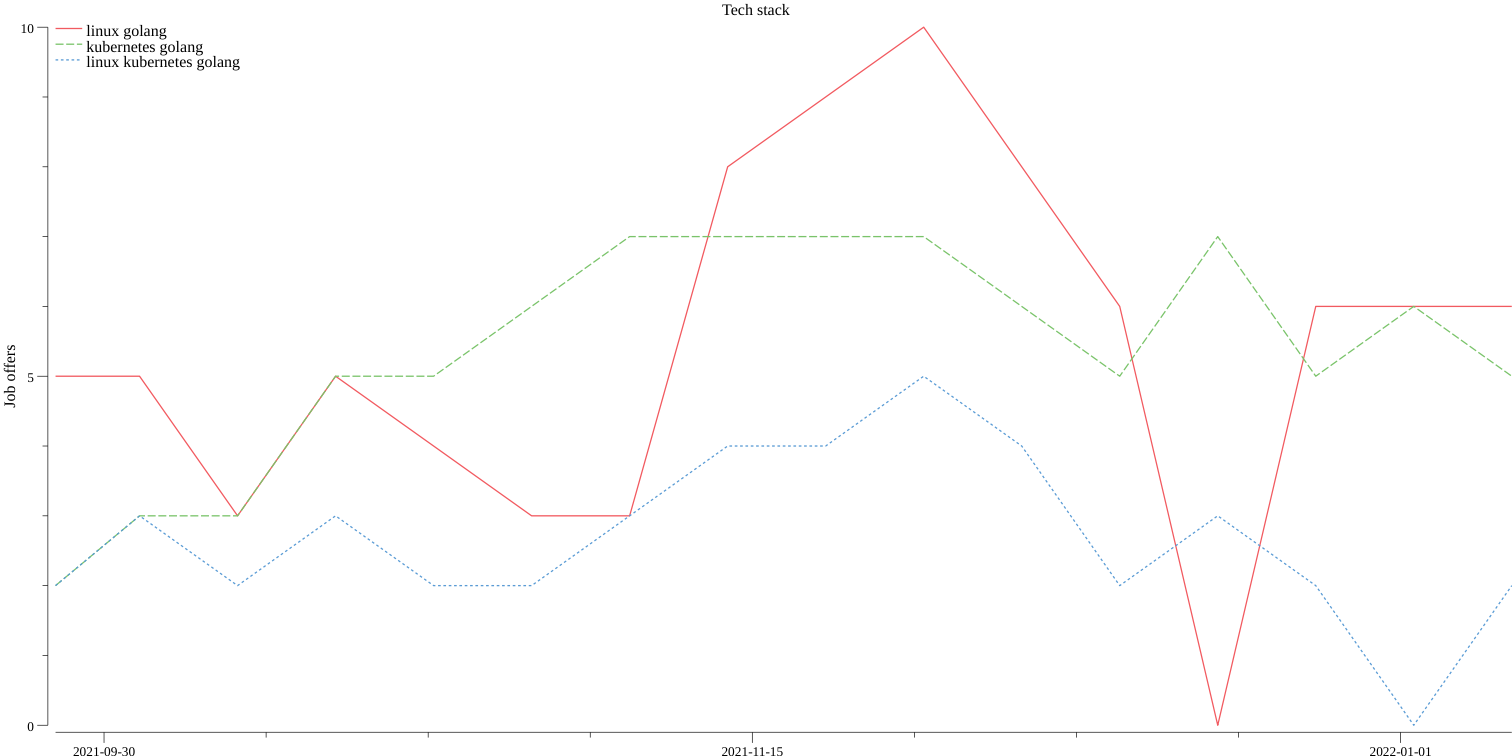 Tech stack
10
linux golang
kubernetes golang
linux kubernetes golang
Job offers
5
0
2021-09-30
2021-11-15
2022-01-01